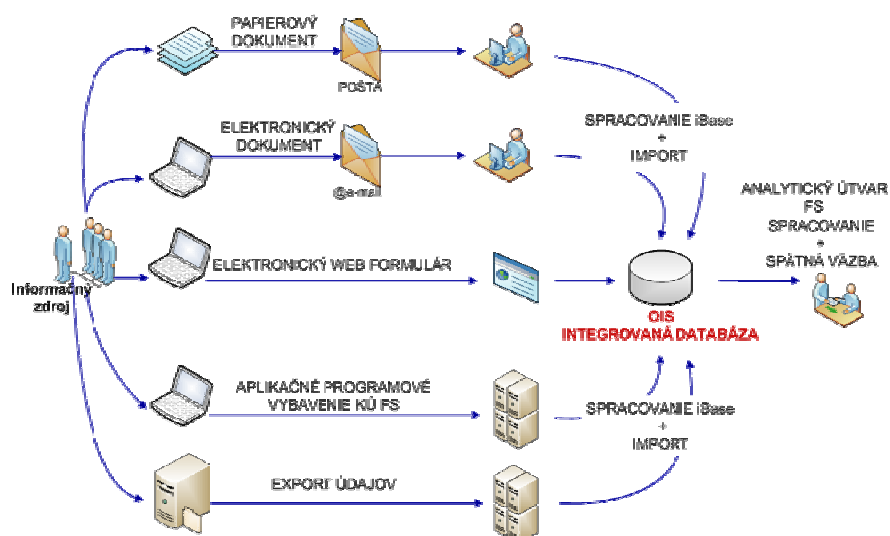 PAPIEROVÝ
DOKUMENT
POŠTA
ELEKTRONICKÝ
DOKUMENT
@e-mail
SPRACOVANIE iBase
+
IMPORT
ANALYTICKÝ ÚTVAR
FS
SPRACOVANIE
+
SPÄTNÁ VÄZBA
Informačný
zdroj
ELEKTRONICKÝ WEB FORMULÁR
OIS
INTEGROVANÁ DATABÁZA
APLIKAČNÉ PROGRAMOVÉ
VYBAVENIE KÚ FS
SPRACOVANIE iBase
+
IMPORT
EXPORT ÚDAJOV